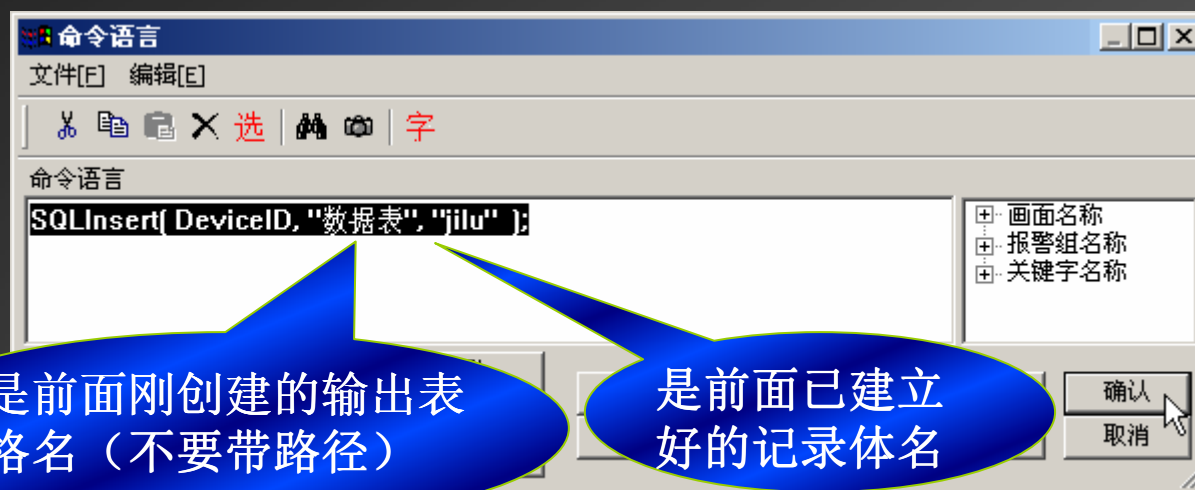 命令语言
文件[F] 编辑[E]
选 字
命令语言
SQLInsert( DeviceID, "数据表", "jilu" );
画面名称
报警组名称
关键字名称
是前面刚创建的输出表
格名（不要带路径）
是前面已建立
好的记录体名
确认
取消